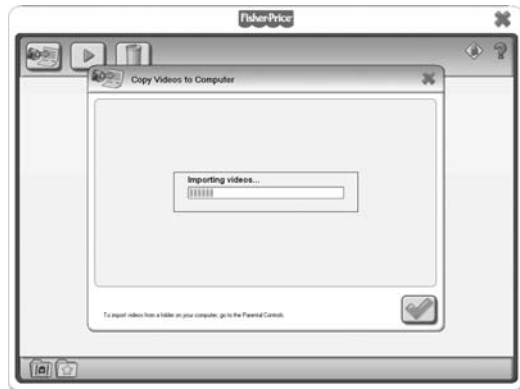 Fisher-Price
Copy Videos to Computer
Importing videos...
To import videos from a folder on your computer, go to the Parental Controls.